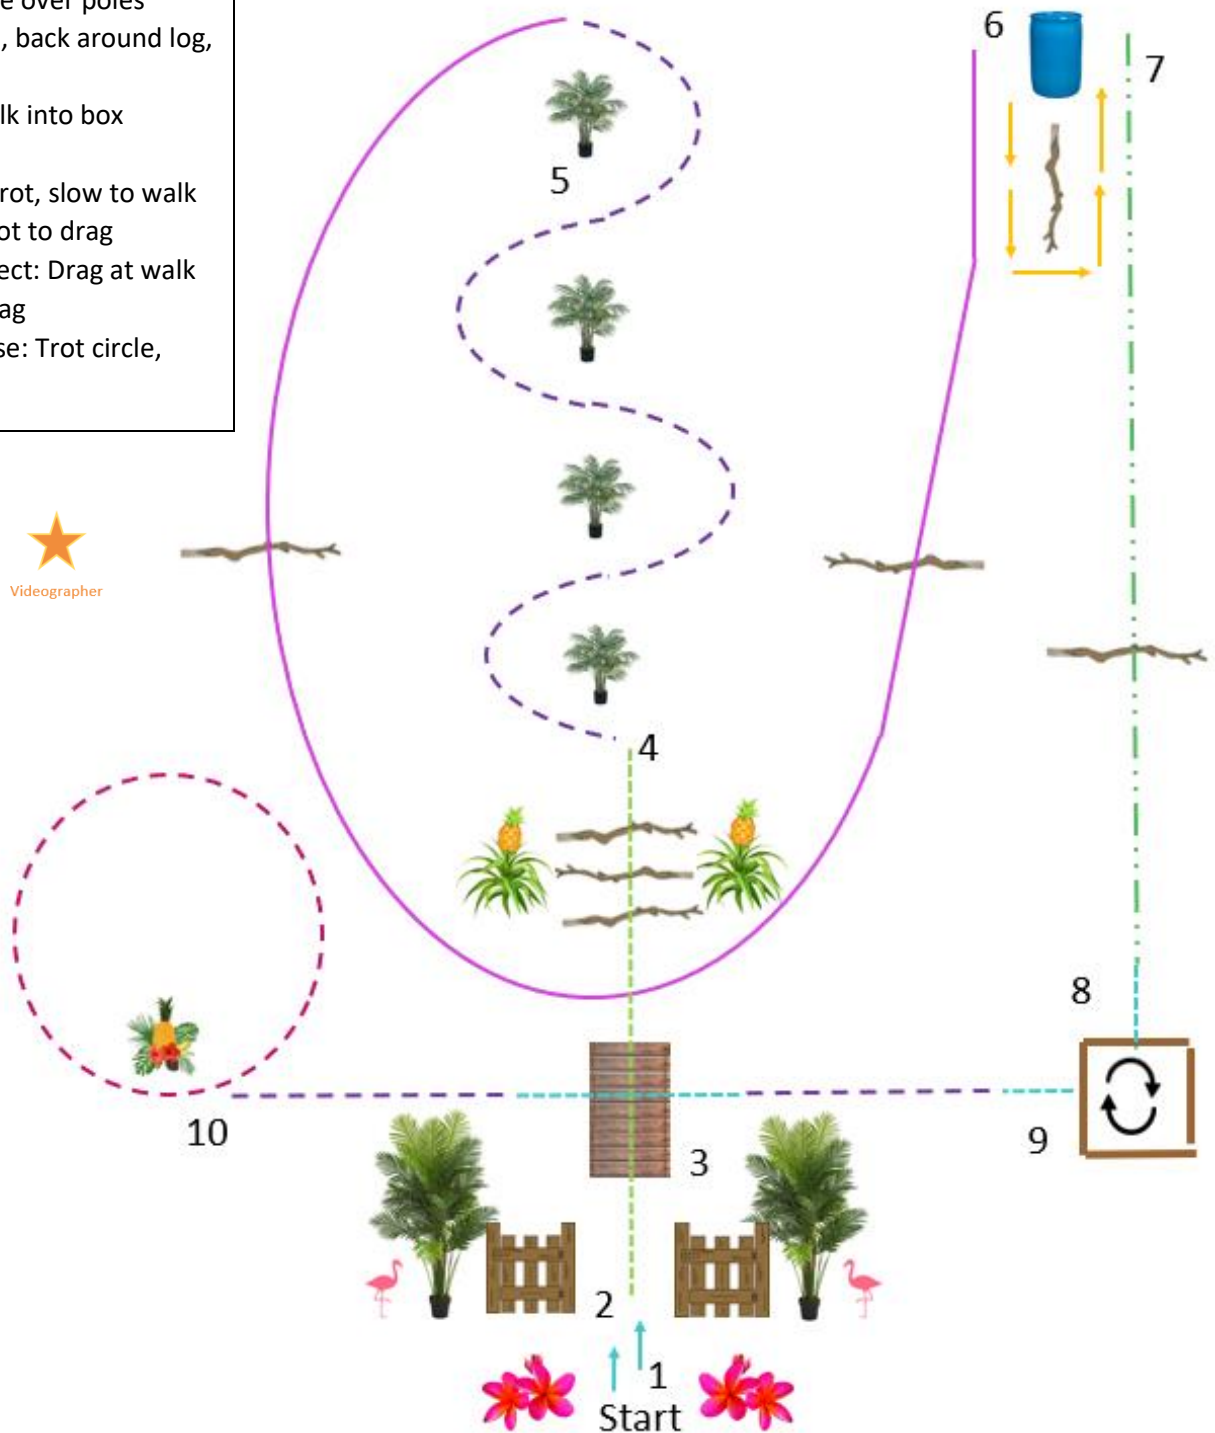 e over poles
, back around log,
lk into box
rot, slow to walk
ot to drag
ect: Drag at walk
ag
se: Trot circle,
6
7
5
Videographer
4
8
3
9
10
2
1
Start